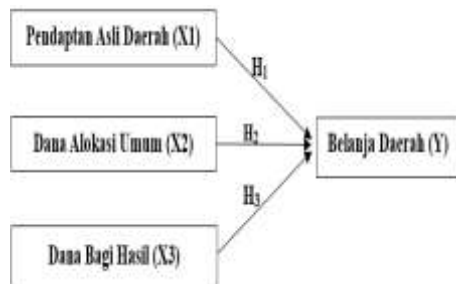 Pendaptan Asli Daerah (X1)
H1
Dana Alokasi Umum (X2)
H2
Belanja Daerah (Y)
H3
Dana Bagi Hasil (X3)